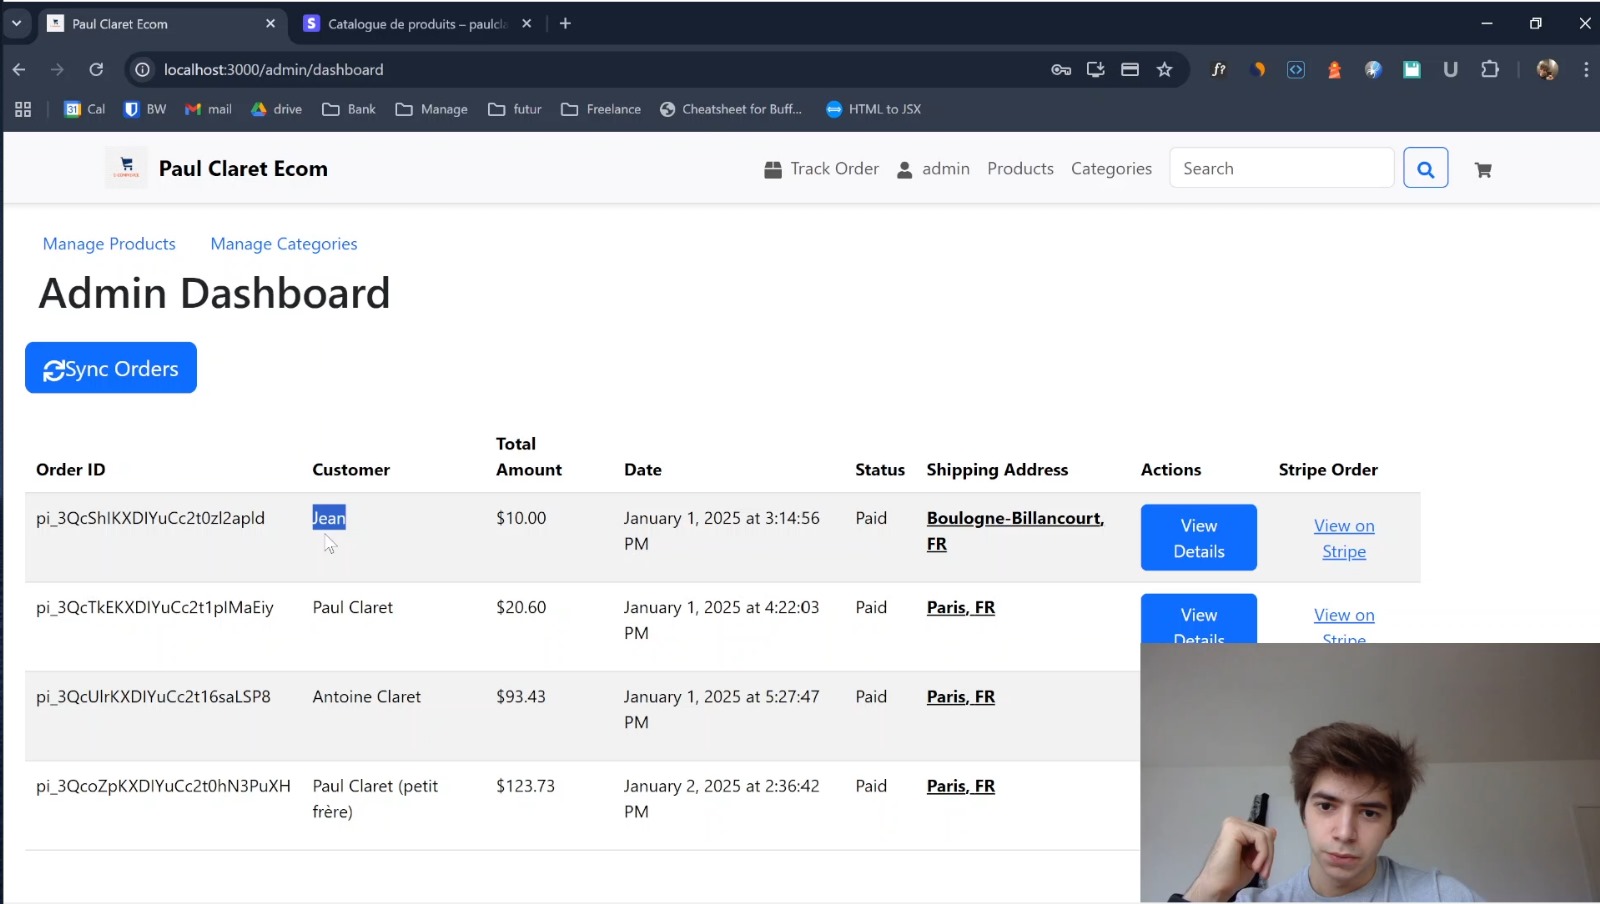 Paul Claret Ecom
Catalogue de produits – paulcla
localhost:3000/admin/dashboard
f?
U
31 Cal
BW
mail
drive
Bank
Manage
futur
Freelance
Cheatsheet for Buff...
HTML to JSX
Paul Claret Ecom
Track Order
admin
Products
Categories
Search
Manage Products
Manage Categories
Admin Dashboard
Sync Orders
Order ID Customer Total Amount Date Status Shipping Address Actions Stripe Order
pi_3QcShIKXDIYuCc2t0zl2apld Jean $10.00 January 1, 2025 at 3:14:56 PM Paid Boulogne-Billancourt, FR View Details View on Stripe
pi_3QcTkEKXDIYuCc2t1pIMaEiy Paul Claret $20.60 January 1, 2025 at 4:22:03 PM Paid Paris, FR View Details View on Stripe
pi_3QcUlrKXDIYuCc2t16saLSP8 Antoine Claret $93.43 January 1, 2025 at 5:27:47 PM Paid Paris, FR
pi_3QcoZpKXDIYuCc2t0hN3PuXH Paul Claret (petit frère) $123.73 January 2, 2025 at 2:36:42 PM Paid Paris, FR